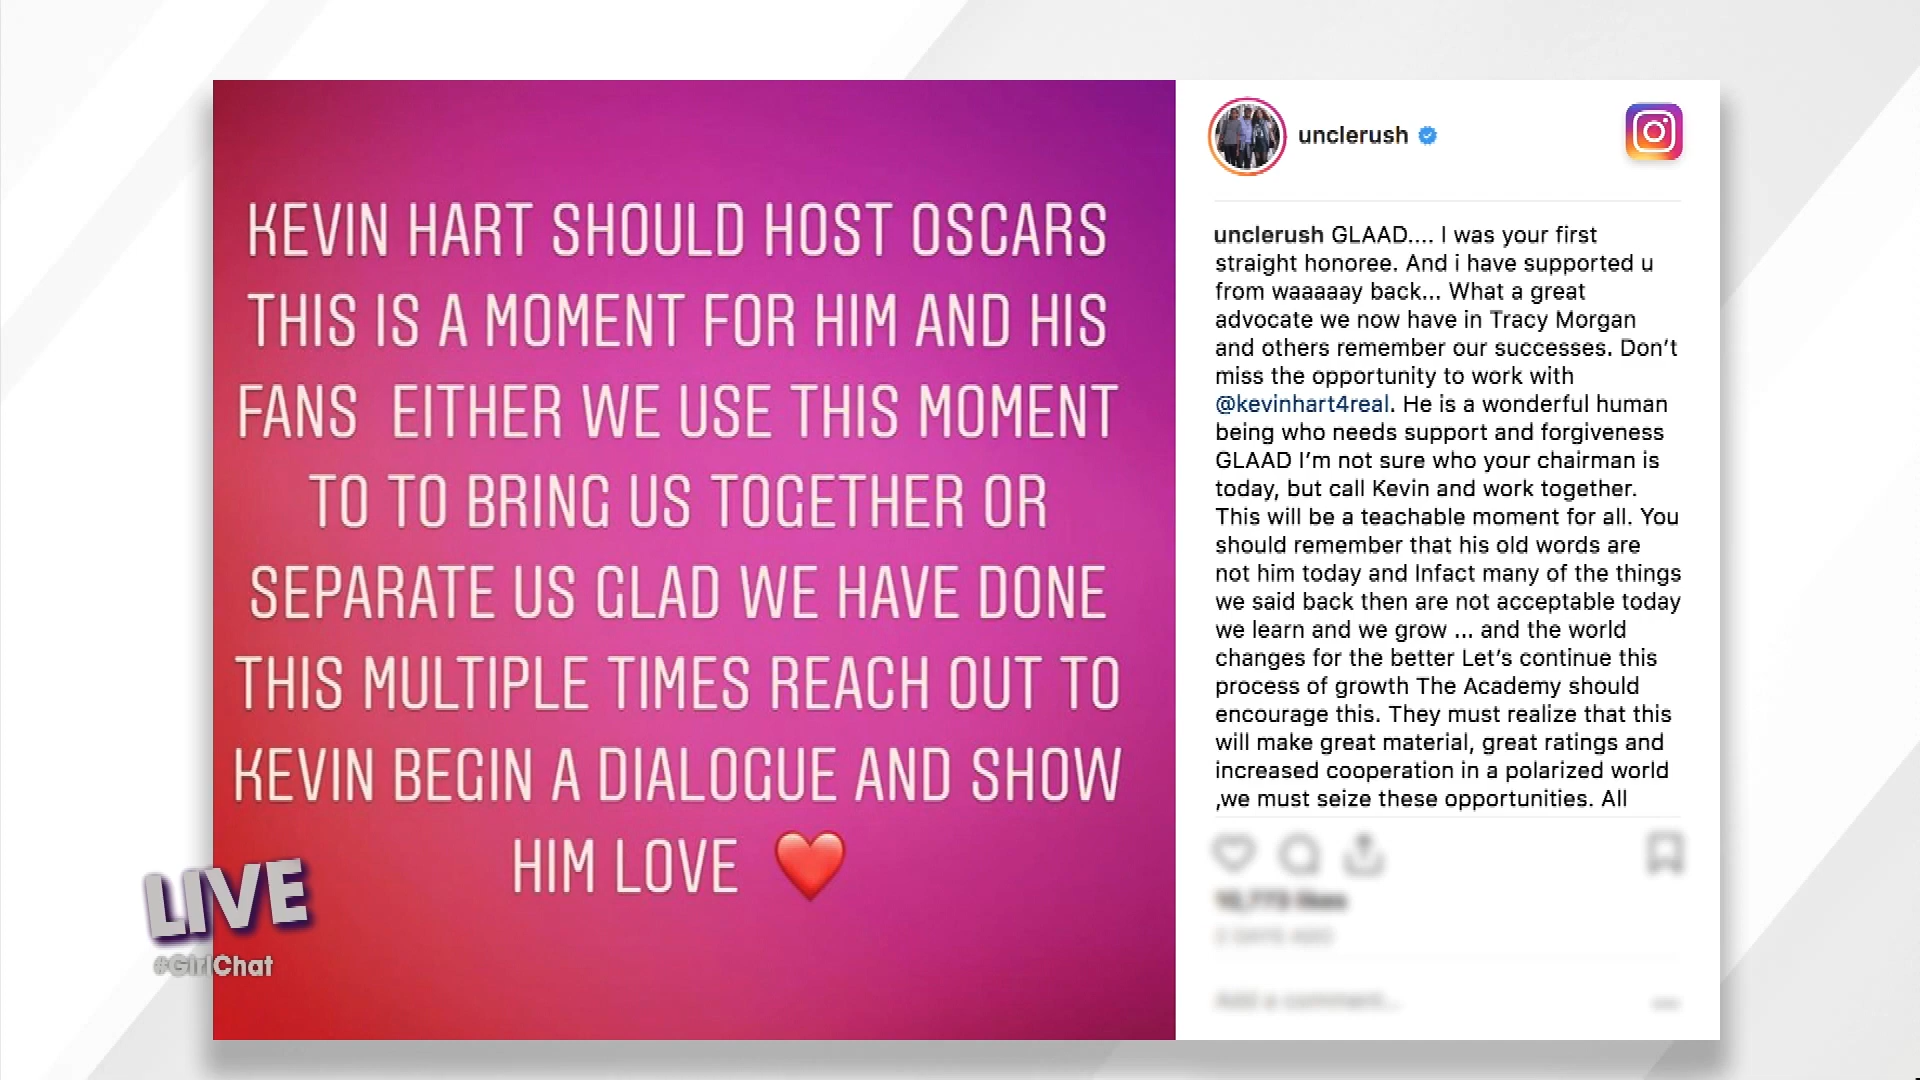 KEVIN HART SHOULD HOST OSCARS
THIS IS A MOMENT FOR HIM AND HIS
FANS EITHER WE USE THIS MOMENT
TO TO BRING US TOGETHER OR
SEPARATE US GLAD WE HAVE DONE
THIS MULTIPLE TIMES REACH OUT TO
KEVIN BEGIN A DIALOGUE AND SHOW
HIM LOVE ❤️
unclerush
unclerush GLAAD.... I was your first
straight honoree. And i have supported u
from waaaaay back... What a great
advocate we now have in Tracy Morgan
and others remember our successes. Don’t
miss the opportunity to work with
@kevinhart4real. He is a wonderful human
being who needs support and forgiveness
GLAAD I’m not sure who your chairman is
today, but call Kevin and work together.
This will be a teachable moment for all. You
should remember that his old words are
not him today and Infact many of the things
we said back then are not acceptable today
we learn and we grow ... and the world
changes for the better Let’s continue this
process of growth The Academy should
encourage this. They must realize that this
will make great material, great ratings and
increased cooperation in a polarized world
,we must seize these opportunities. All
likes
2 DAYS AGO
Add a comment...
LIVE
#GirlChat